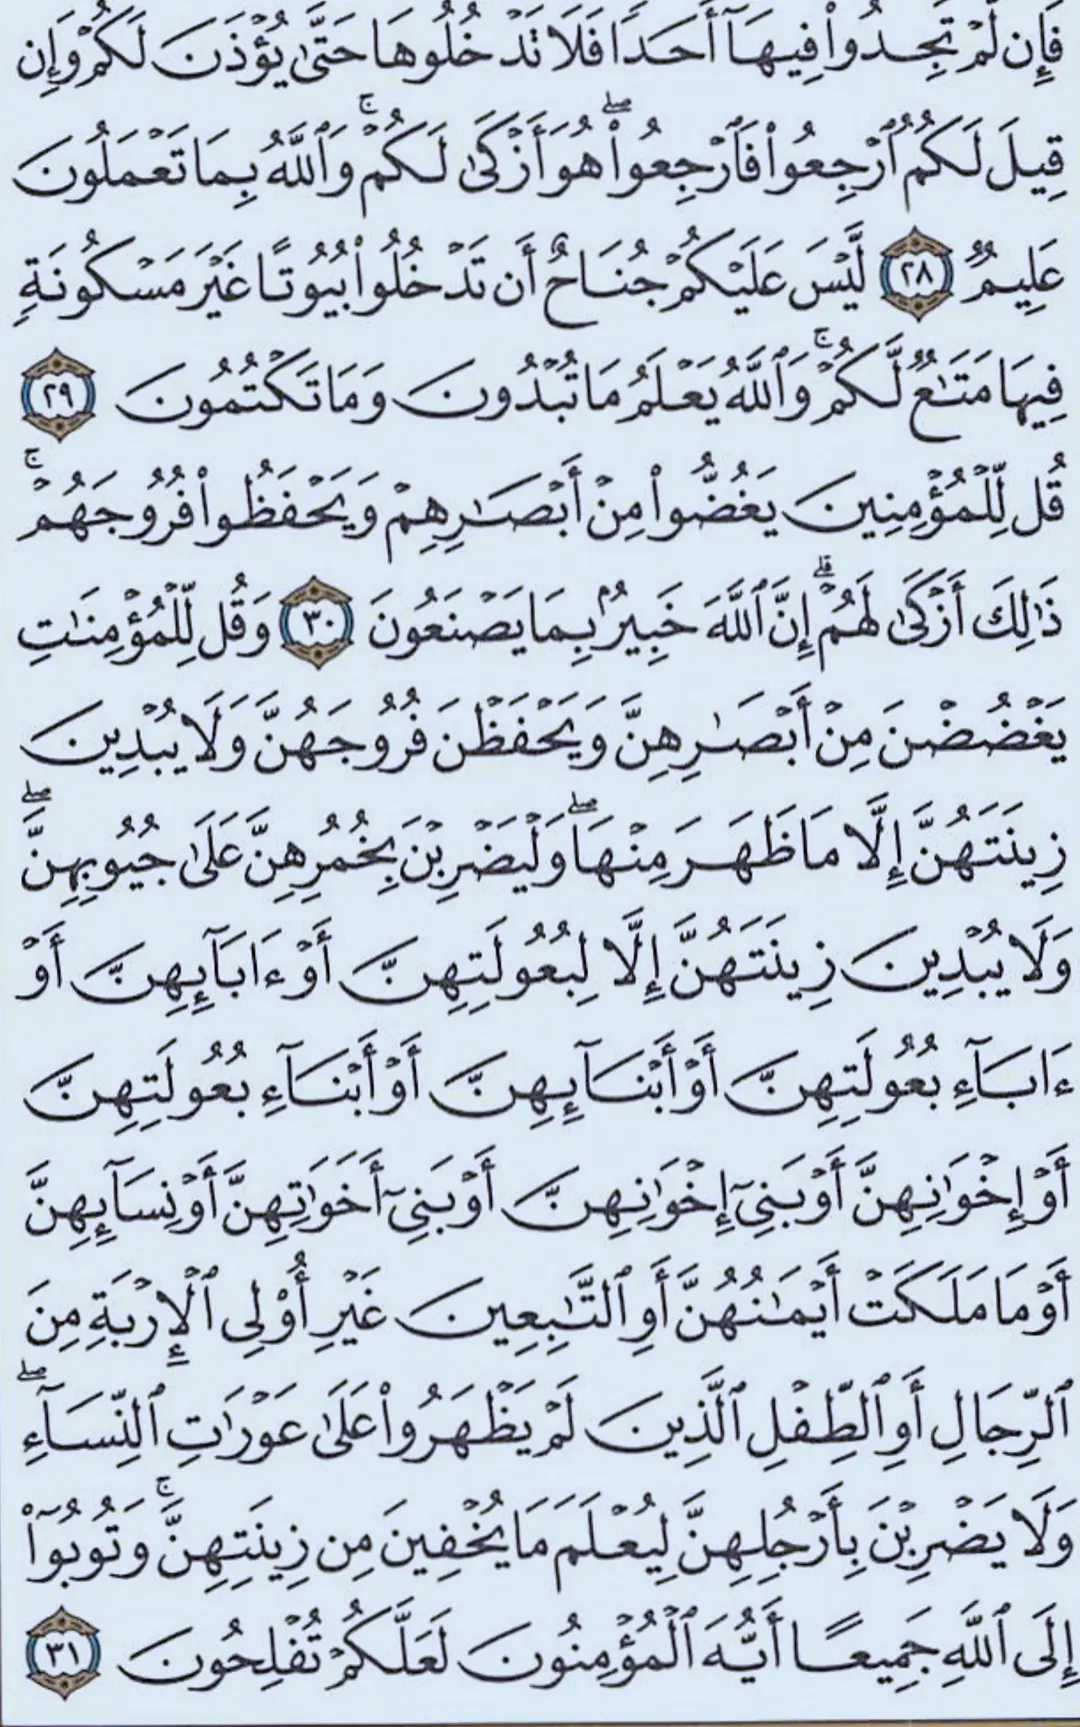 فَإِن لَّمْ تَجِدُوا۟ فِيهَآ أَحَدًا فَلَا تَدْخُلُوهَا حَتَّىٰ يُؤْذَنَ لَكُمْ وَإِن
قِيلَ لَكُمُ ٱرْجِعُوا۟ فَٱرْجِعُوا۟ ۖ هُوَ أَزْكَىٰ لَكُمْ ۚ وَٱللَّهُ بِمَا تَعْمَلُونَ
عَلِيمٌ ٢٨ لَّيْسَ عَلَيْكُمْ جُنَاحٌ أَن تَدْخُلُوا۟ بُيُوتًا غَيْرَ مَسْكُونَةٍ
فِيهَا مَتَـٰعٌ لَّكُمْ ۚ وَٱللَّهُ يَعْلَمُ مَا تُبْدُونَ وَمَا تَكْتُمُونَ ٢٩
قُل لِّلْمُؤْمِنِينَ يَغُضُّوا۟ مِنْ أَبْصَـٰرِهِمْ وَيَحْفَظُوا۟ فُرُوجَهُمْ ۚ
ذَٰلِكَ أَزْكَىٰ لَهُمْ ۗ إِنَّ ٱللَّهَ خَبِيرٌۢ بِمَا يَصْنَعُونَ ٣٠ وَقُل لِّلْمُؤْمِنَـٰتِ
يَغْضُضْنَ مِنْ أَبْصَـٰرِهِنَّ وَيَحْفَظْنَ فُرُوجَهُنَّ وَلَا يُبْدِينَ
زِينَتَهُنَّ إِلَّا مَا ظَهَرَ مِنْهَا ۖ وَلْيَضْرِبْنَ بِخُمُرِهِنَّ عَلَىٰ جُيُوبِهِنَّ ۖ
وَلَا يُبْدِينَ زِينَتَهُنَّ إِلَّا لِبُعُولَتِهِنَّ أَوْ ءَابَآئِهِنَّ أَوْ
ءَابَآءِ بُعُولَتِهِنَّ أَوْ أَبْنَآئِهِنَّ أَوْ أَبْنَآءِ بُعُولَتِهِنَّ
أَوْ إِخْوَٰنِهِنَّ أَوْ بَنِىٓ إِخْوَٰنِهِنَّ أَوْ بَنِىٓ أَخَوَٰتِهِنَّ أَوْ نِسَآئِهِنَّ
أَوْ مَا مَلَكَتْ أَيْمَـٰنُهُنَّ أَوِ ٱلتَّـٰبِعِينَ غَيْرِ أُو۟لِى ٱلْإِرْبَةِ مِنَ
ٱلرِّجَالِ أَوِ ٱلطِّفْلِ ٱلَّذِينَ لَمْ يَظْهَرُوا۟ عَلَىٰ عَوْرَٰتِ ٱلنِّسَآءِ ۖ
وَلَا يَضْرِبْنَ بِأَرْجُلِهِنَّ لِيُعْلَمَ مَا يُخْفِينَ مِن زِينَتِهِنَّ ۚ وَتُوبُوٓا۟
إِلَى ٱللَّهِ جَمِيعًا أَيُّهَ ٱلْمُؤْمِنُونَ لَعَلَّكُمْ تُفْلِحُونَ ٣١